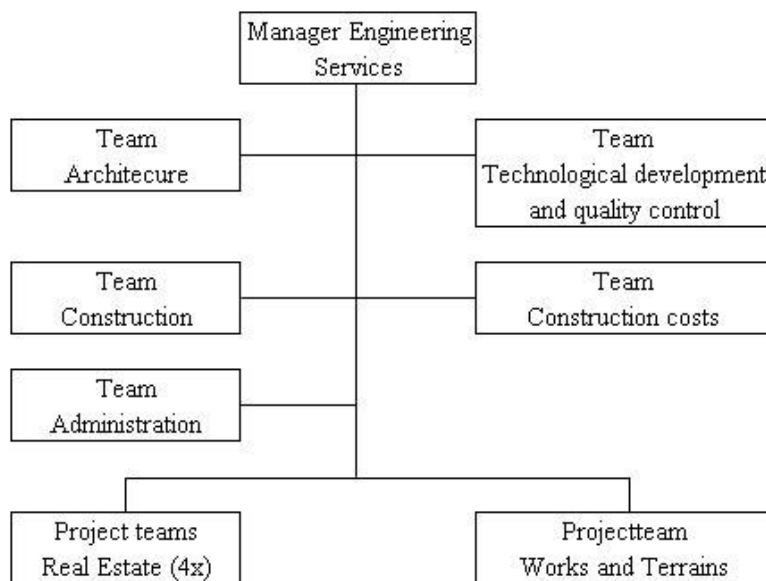 Manager Engineering
Services
Team
Architecure
Team
Technological development
and quality control
Team
Construction
Team
Construction costs
Team
Administration
Project teams
Real Estate (4x)
Projectteam
Works and Terrains